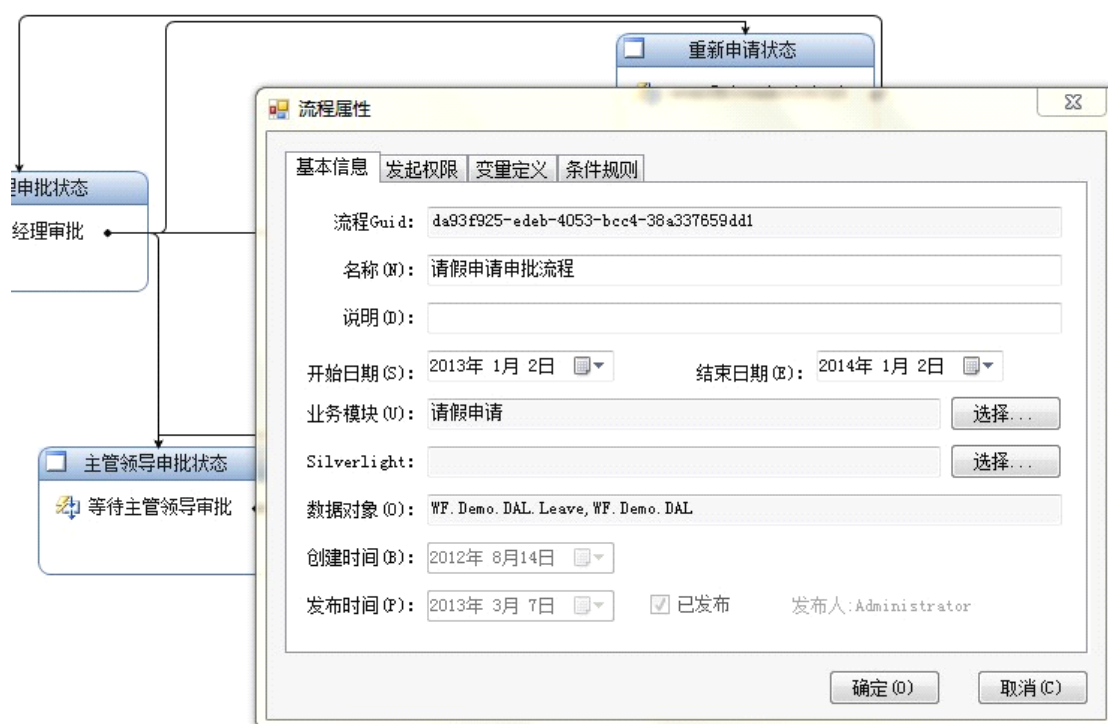 重新申请状态
流程属性
基本信息 发起权限 变量定义 条件规则
理申批状态
流程Guid: da93f925-edeb-4053-bcc4-38a337659dd1
经理审批
名称(N): 请假申请申批流程
说明(D):
开始日期(S): 2013年 1月 2日 结束日期(E): 2014年 1月 2日
业务模块(U): 请假申请 选择...
Silverlight: 选择...
主管领导申批状态
等待主管领导审批
数据对象(O): WF.Demo.DAL.Leave,WF.Demo.DAL
创建时间(B): 2012年 8月14日
发布时间(P): 2013年 3月 7日 已发布 发布人:Administrator
确定(O) 取消(C)